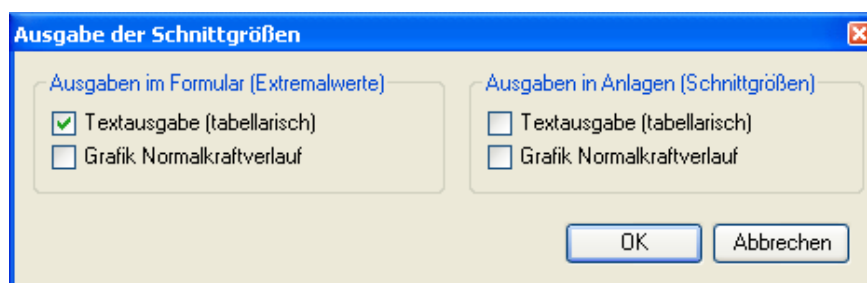 Ausgabe der Schnittgrößen
Ausgaben im Formular (Extremalwerte)
Textausgabe (tabellarisch)
Grafik Normalkraftverlauf
Ausgaben in Anlagen (Schnittgrößen)
Textausgabe (tabellarisch)
Grafik Normalkraftverlauf
OK
Abbrechen